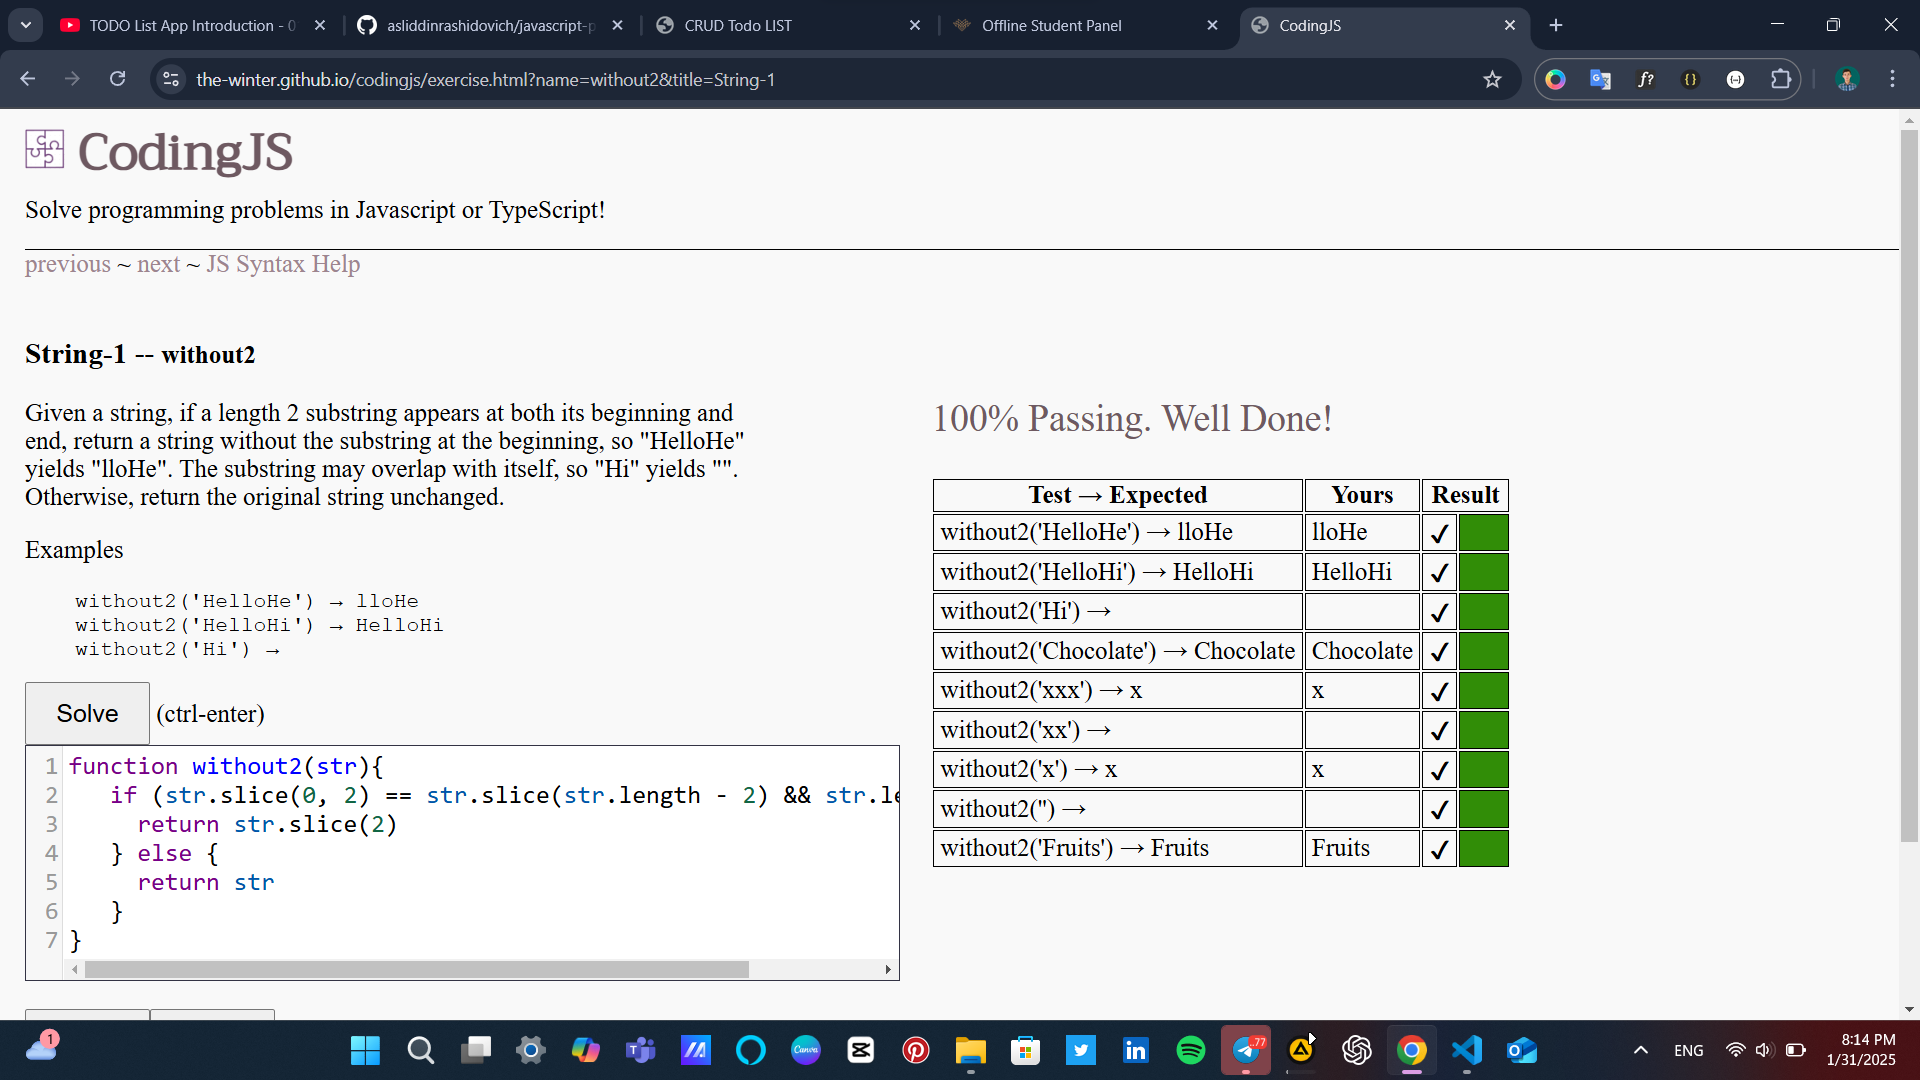 TODO List App Introduction - 0
asliddinrashidovich/javascript-p
CRUD Todo LIST
Offline Student Panel
CodingJS
the-winter.github.io/codingjs/exercise.html?name=without2&title=String-1
CodingJS
Solve programming problems in Javascript or TypeScript!
previous ~ next ~ JS Syntax Help
String-1 -- without2
Given a string, if a length 2 substring appears at both its beginning and
end, return a string without the substring at the beginning, so "HelloHe"
yields "lloHe". The substring may overlap with itself, so "Hi" yields "".
Otherwise, return the original string unchanged.
Examples
without2('HelloHe') → lloHe
without2('HelloHi') → HelloHi
without2('Hi') →
Solve (ctrl-enter)
1 function without2(str){
2 if (str.slice(0, 2) == str.slice(str.length - 2) && str.le
3 return str.slice(2)
4 } else {
5 return str
6 }
7 }
100% Passing. Well Done!
Test → Expected Yours Result
without2('HelloHe') → lloHe lloHe ✓
without2('HelloHi') → HelloHi HelloHi ✓
without2('Hi') → ✓
without2('Chocolate') → Chocolate Chocolate ✓
without2('xxx') → x x ✓
without2('xx') → ✓
without2('x') → x x ✓
without2('') → ✓
without2('Fruits') → Fruits Fruits ✓
1
Canva
..77
ENG
8:14 PM
1/31/2025